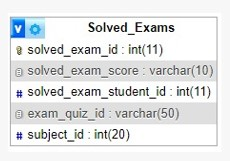 v Solved_Exams
solved_exam_id : int(11)
solved_exam_score : varchar(10)
# solved_exam_student_id : int(11)
exam_quiz_id : varchar(50)
# subject_id : int(20)